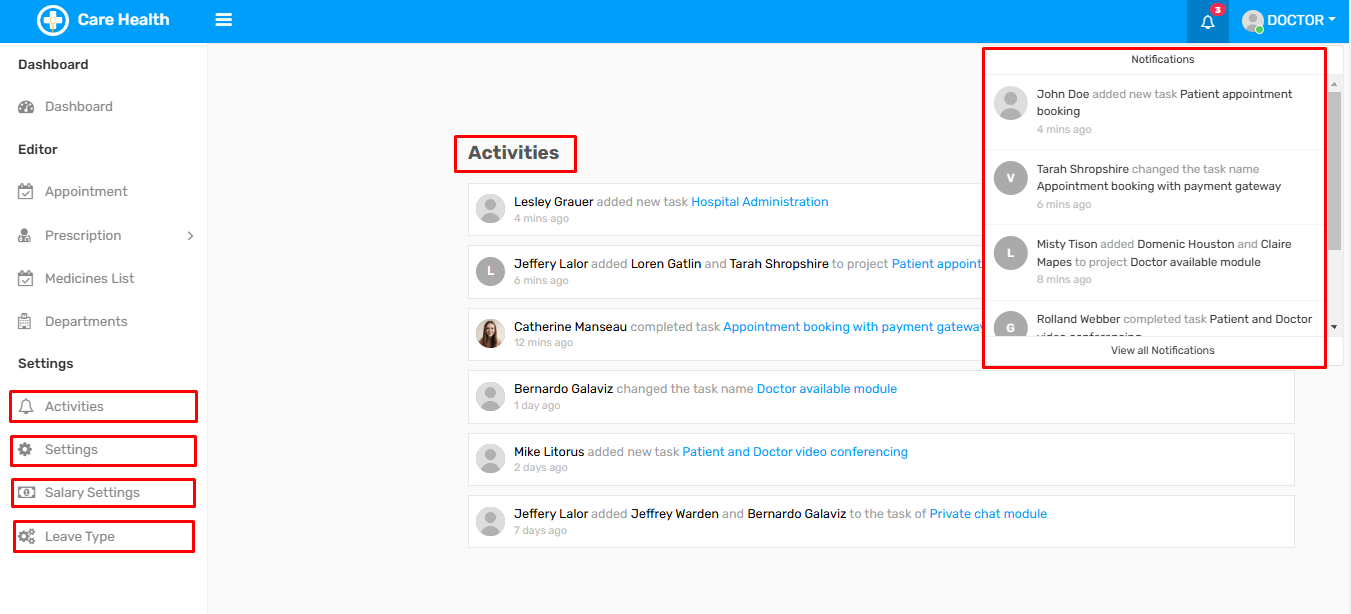 Care Health
3
DOCTOR
Dashboard
Dashboard
Editor
Appointment
Prescription
Medicines List
Departments
Settings
Activities
Settings
Salary Settings
Leave Type
Activities
Lesley Grauer added new task Hospital Administration
4 mins ago
L
Jeffery Lalor added Loren Gatlin and Tarah Shropshire to project Patient appoint
6 mins ago
Catherine Manseau completed task Appointment booking with payment gateway
12 mins ago
Bernardo Galaviz changed the task name Doctor available module
1 day ago
Mike Litorus added new task Patient and Doctor video conferencing
2 days ago
Jeffery Lalor added Jeffrey Warden and Bernardo Galaviz to the task of Private chat module
7 days ago
Notifications
John Doe added new task Patient appointment
booking
4 mins ago
V
Tarah Shropshire changed the task name
Appointment booking with payment gateway
6 mins ago
L
Misty Tison added Domenic Houston and Claire
Mapes to project Doctor available module
8 mins ago
G
Rolland Webber completed task Patient and Doctor
video conferencing
View all Notifications